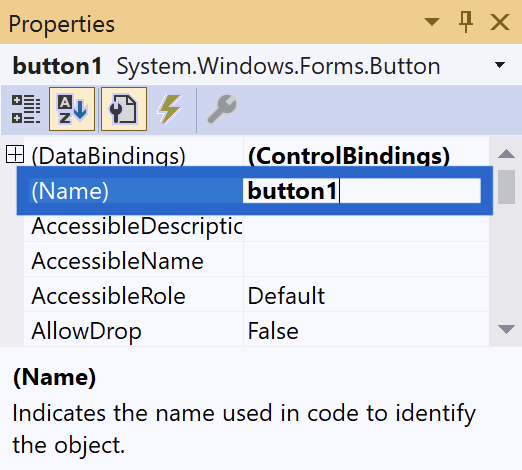 Properties
button1 System.Windows.Forms.Button
A
Z
(DataBindings) (ControlBindings)
(Name) button1
AccessibleDescriptic
AccessibleName
AccessibleRole Default
AllowDrop False
(Name)
Indicates the name used in code to identify
the object.